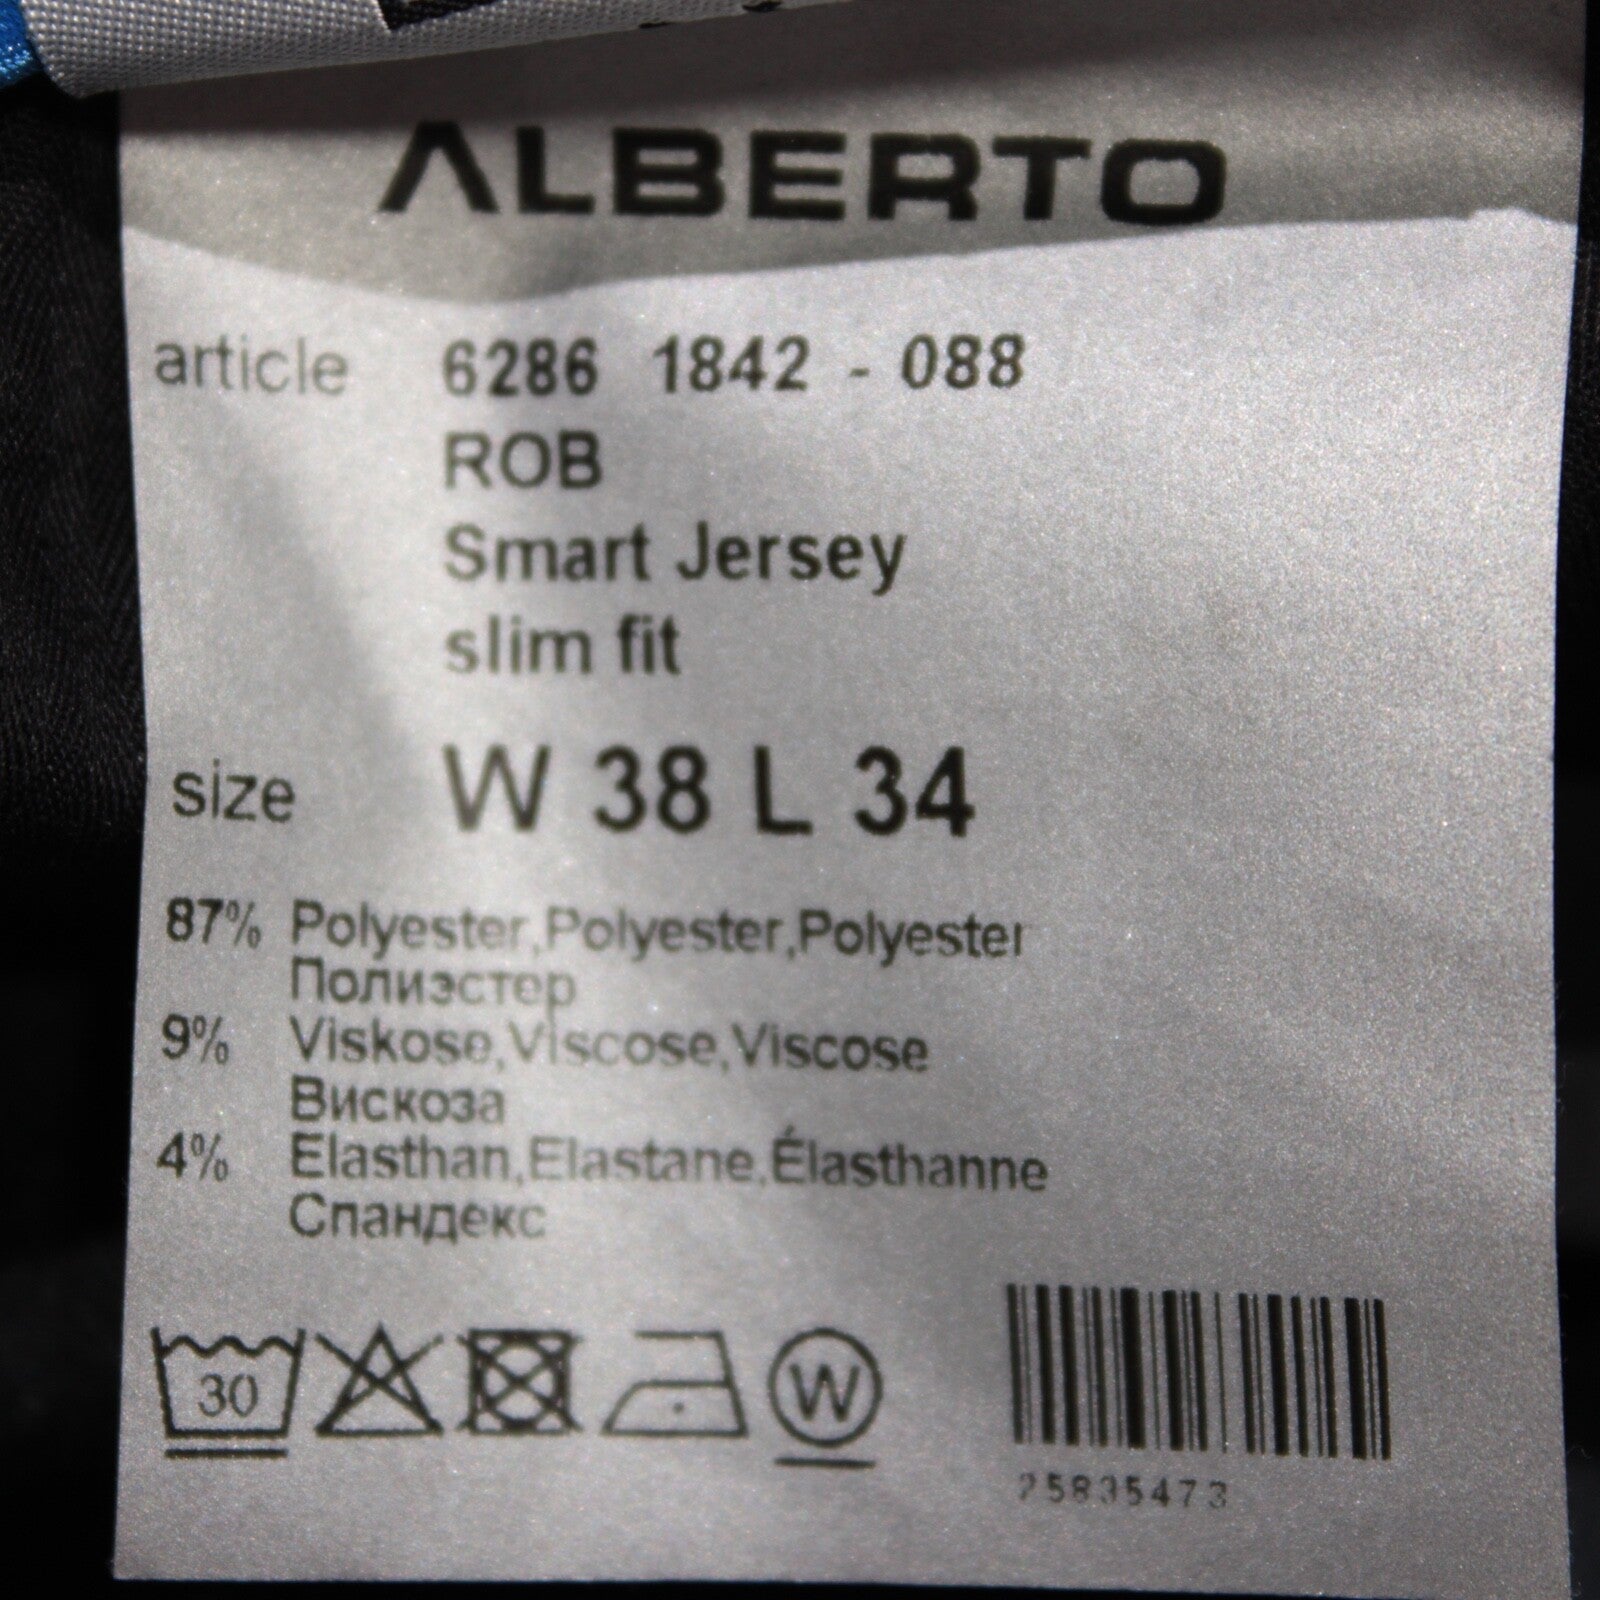 ALBERTO
article 6286 1842 - 088
ROB
Smart Jersey
slim fit
size W 38 L 34
87% Polyester,Polyester,Polyester
Полиэстер
9% Viskose,Viscose,Viscose
Вискоза
4% Elasthan,Elastane,Élasthanne
Спандекс
30 W
25835473